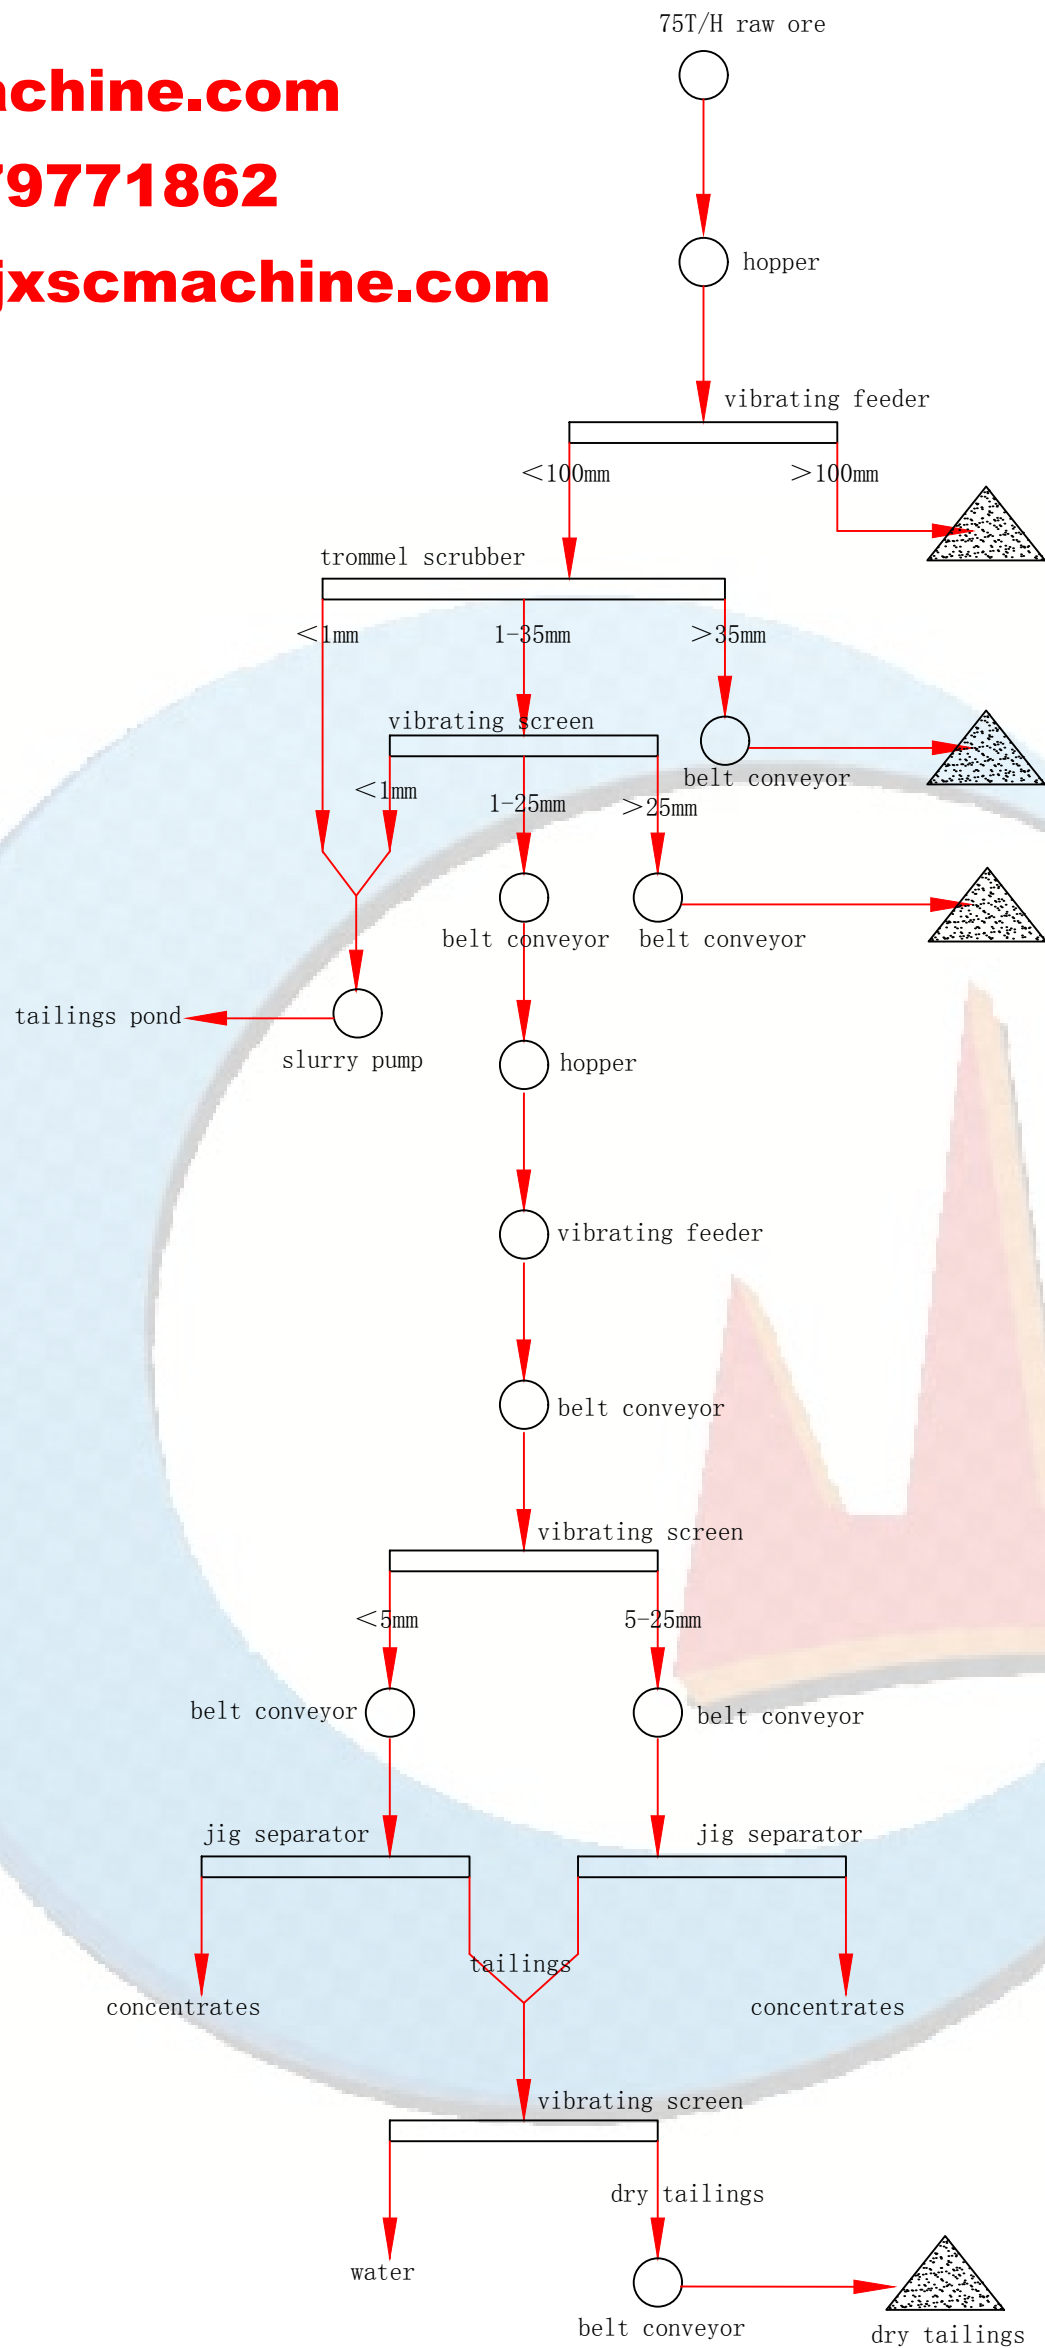 75T/H raw ore
achine.com
79771862
jxscmachine.com
hopper
vibrating feeder
<100mm
>100mm
trommel scrubber
<1mm
1-35mm
>35mm
vibrating screen
belt conveyor
<1mm
1-25mm
>25mm
belt conveyor
belt conveyor
tailings pond
slurry pump
hopper
vibrating feeder
belt conveyor
vibrating screen
<5mm
5-25mm
belt conveyor
belt conveyor
jig separator
jig separator
tailings
concentrates
concentrates
vibrating screen
dry tailings
water
belt conveyor
dry tailings